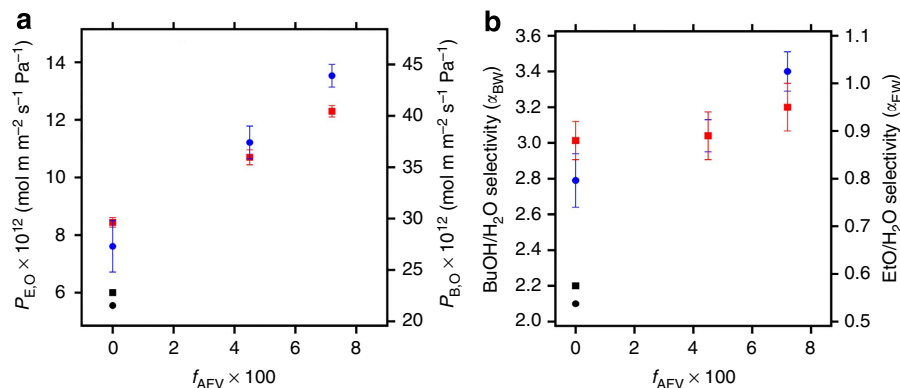 a
P_E,O × 10^12 (mol m m^−2 s^−1 Pa^−1)
14
12
10
8
6
0 2 4 6 8
f_AFV × 100
45
40
35
30
25
20
P_B,O × 10^12 (mol m m^−2 s^−1 Pa^−1)
b
BuOH/H_2O selectivity (α_BW)
3.6
3.4
3.2
3.0
2.8
2.6
2.4
2.2
2.0
0 2 4 6 8
f_AFV × 100
1.1
1.0
0.9
0.8
0.7
0.6
0.5
EtO/H_2O selectivity (α_EW)